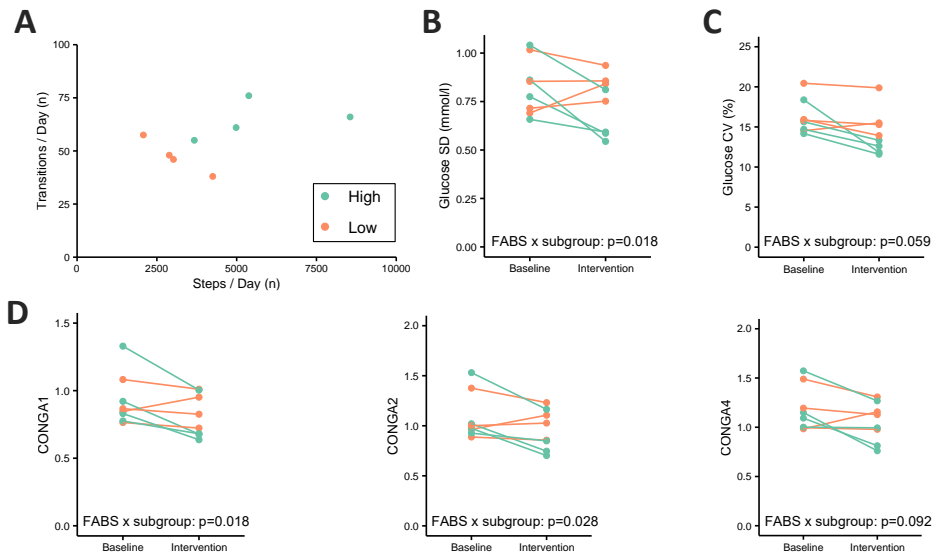 A
100
75
50
25
0
Transitions / Day (n)
0
2500
5000
7500
10000
Steps / Day (n)
High
Low
B
1.00
0.75
0.50
0.25
0.00
Glucose SD (mmol/l)
FABS x subgroup: p=0.018
Baseline
Intervention
C
25
20
15
10
5
0
Glucose CV (%)
FABS x subgroup: p=0.059
Baseline
Intervention
D
1.5
1.0
0.5
0.0
CONGA1
FABS x subgroup: p=0.018
Baseline
Intervention
2.0
1.5
1.0
0.5
0.0
CONGA2
FABS x subgroup: p=0.028
Baseline
Intervention
2.0
1.5
1.0
0.5
0.0
CONGA4
FABS x subgroup: p=0.092
Baseline
Intervention